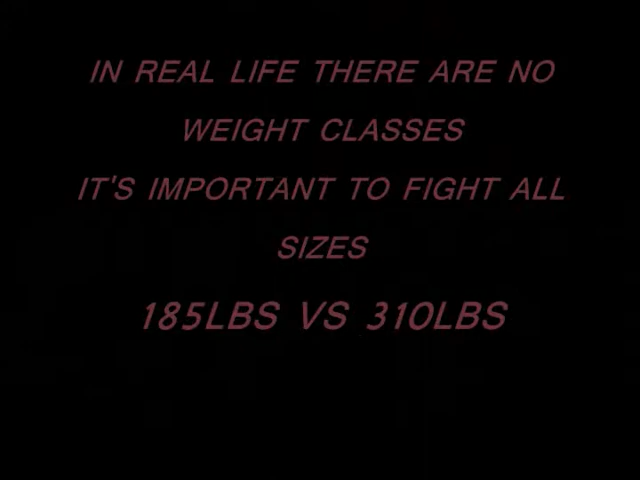 IN REAL LIFE THERE ARE NO
WEIGHT CLASSES
IT'S IMPORTANT TO FIGHT ALL
SIZES
185LBS VS 310LBS